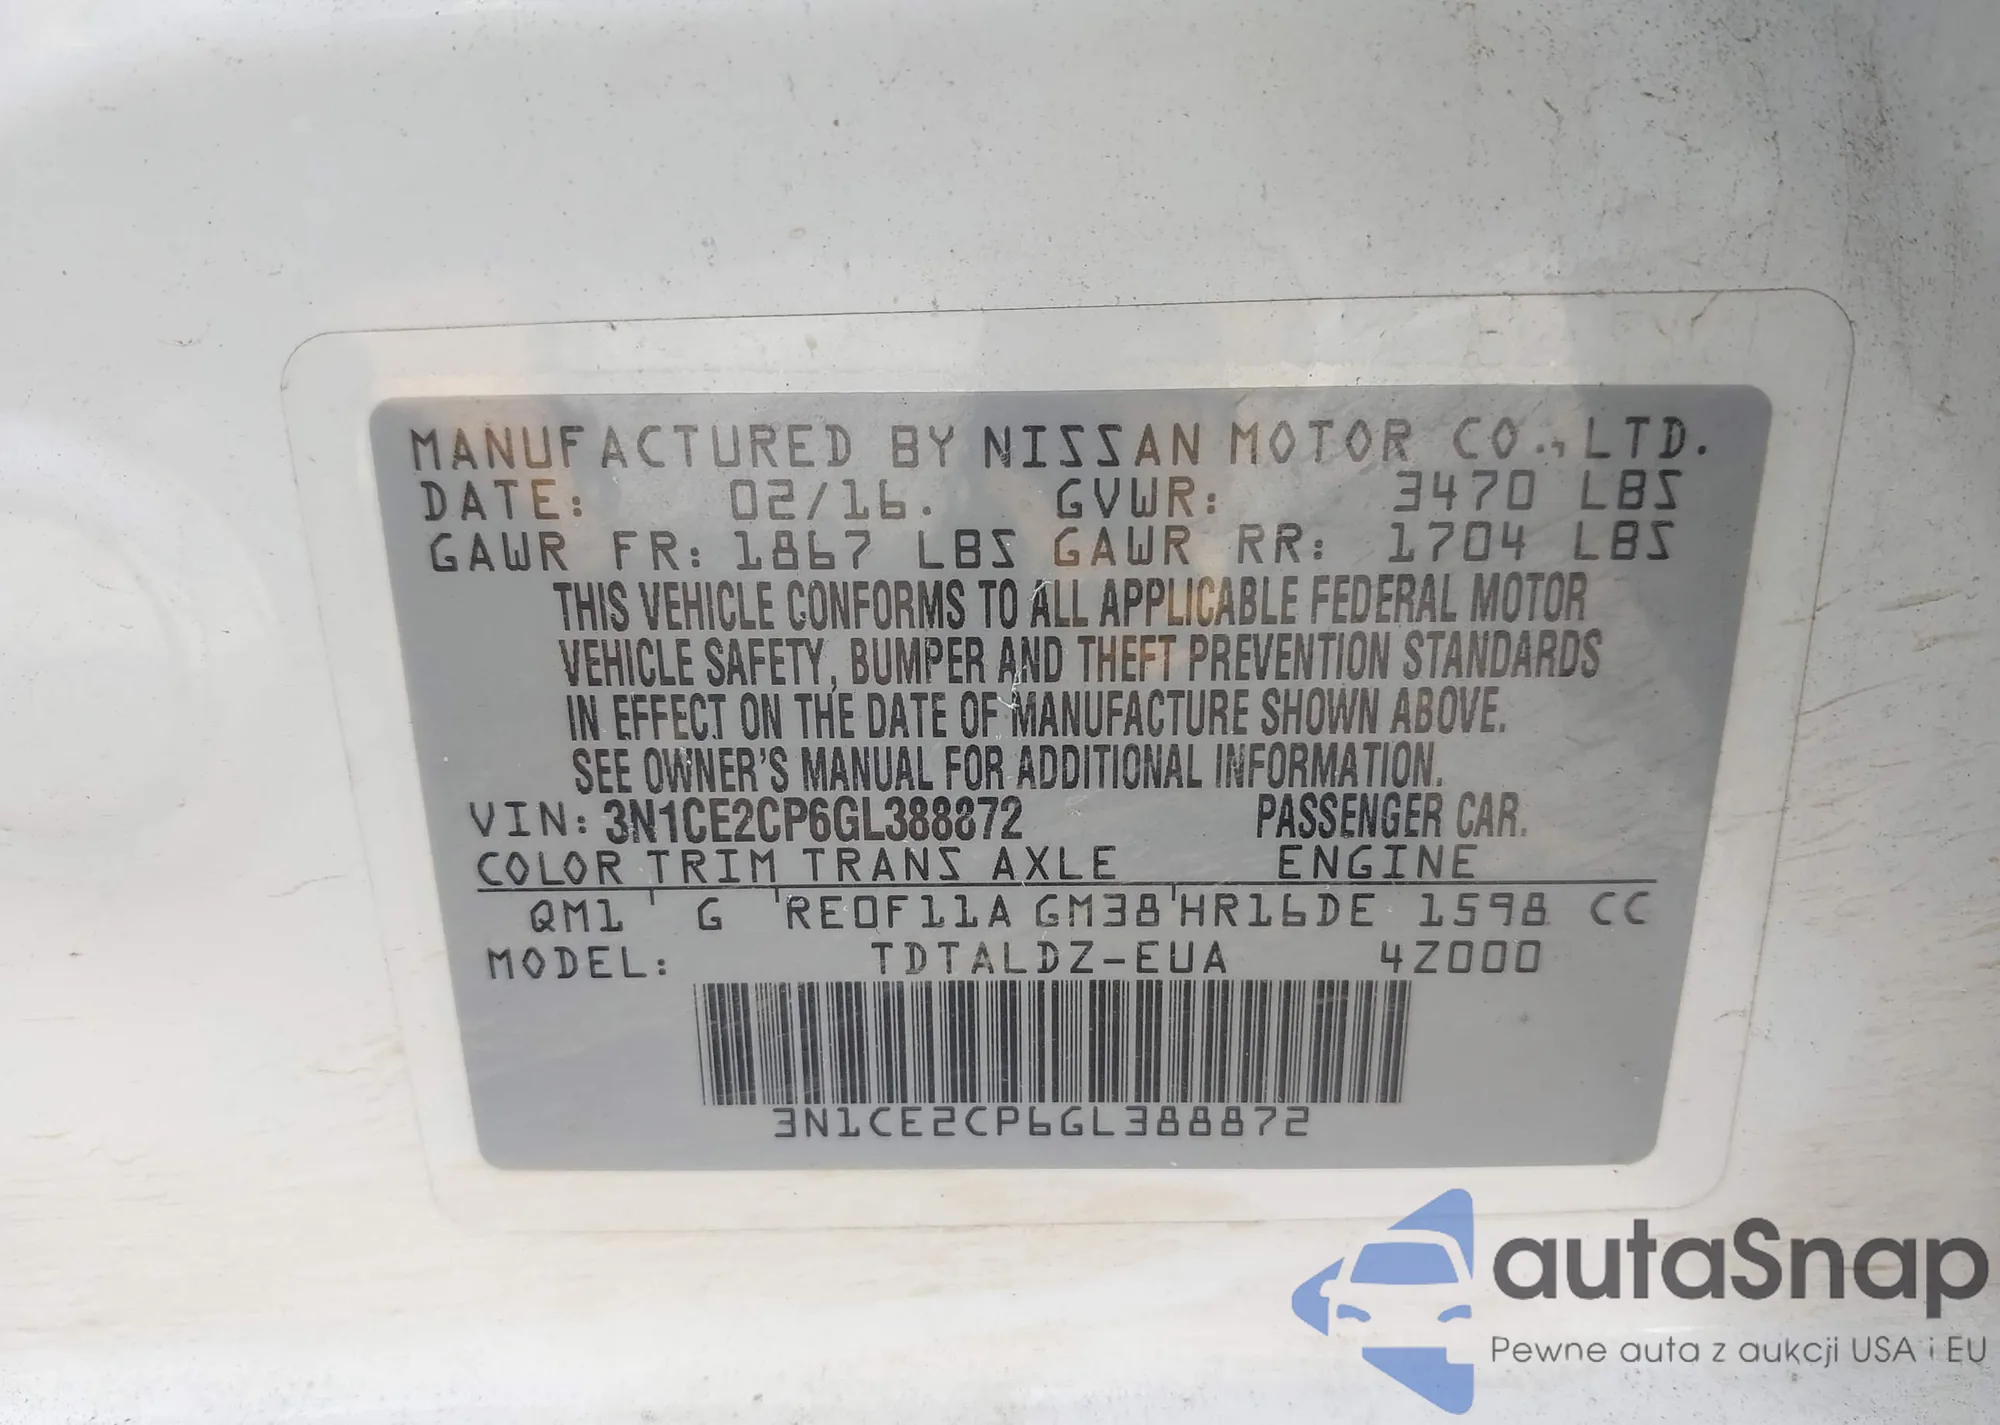 MANUFACTURED BY NISSAN MOTOR CO., LTD.
DATE: 02/16. GVWR: 3470 LBS
GAWR FR: 1867 LBS GAWR RR: 1704 LBS
THIS VEHICLE CONFORMS TO ALL APPLICABLE FEDERAL MOTOR
VEHICLE SAFETY, BUMPER AND THEFT PREVENTION STANDARDS
IN EFFECT ON THE DATE OF MANUFACTURE SHOWN ABOVE.
SEE OWNER'S MANUAL FOR ADDITIONAL INFORMATION.
VIN: 3N1CE2CP6GL388872 PASSENGER CAR.
COLOR TRIM TRANS AXLE ENGINE
QM1 G RE0F11A GM38 HR16DE 1598 CC
MODEL: TDTALDZ-EUA 4Z000
3N1CE2CP6GL388872
autaSnap
Pewne auta z aukcji USA i EU